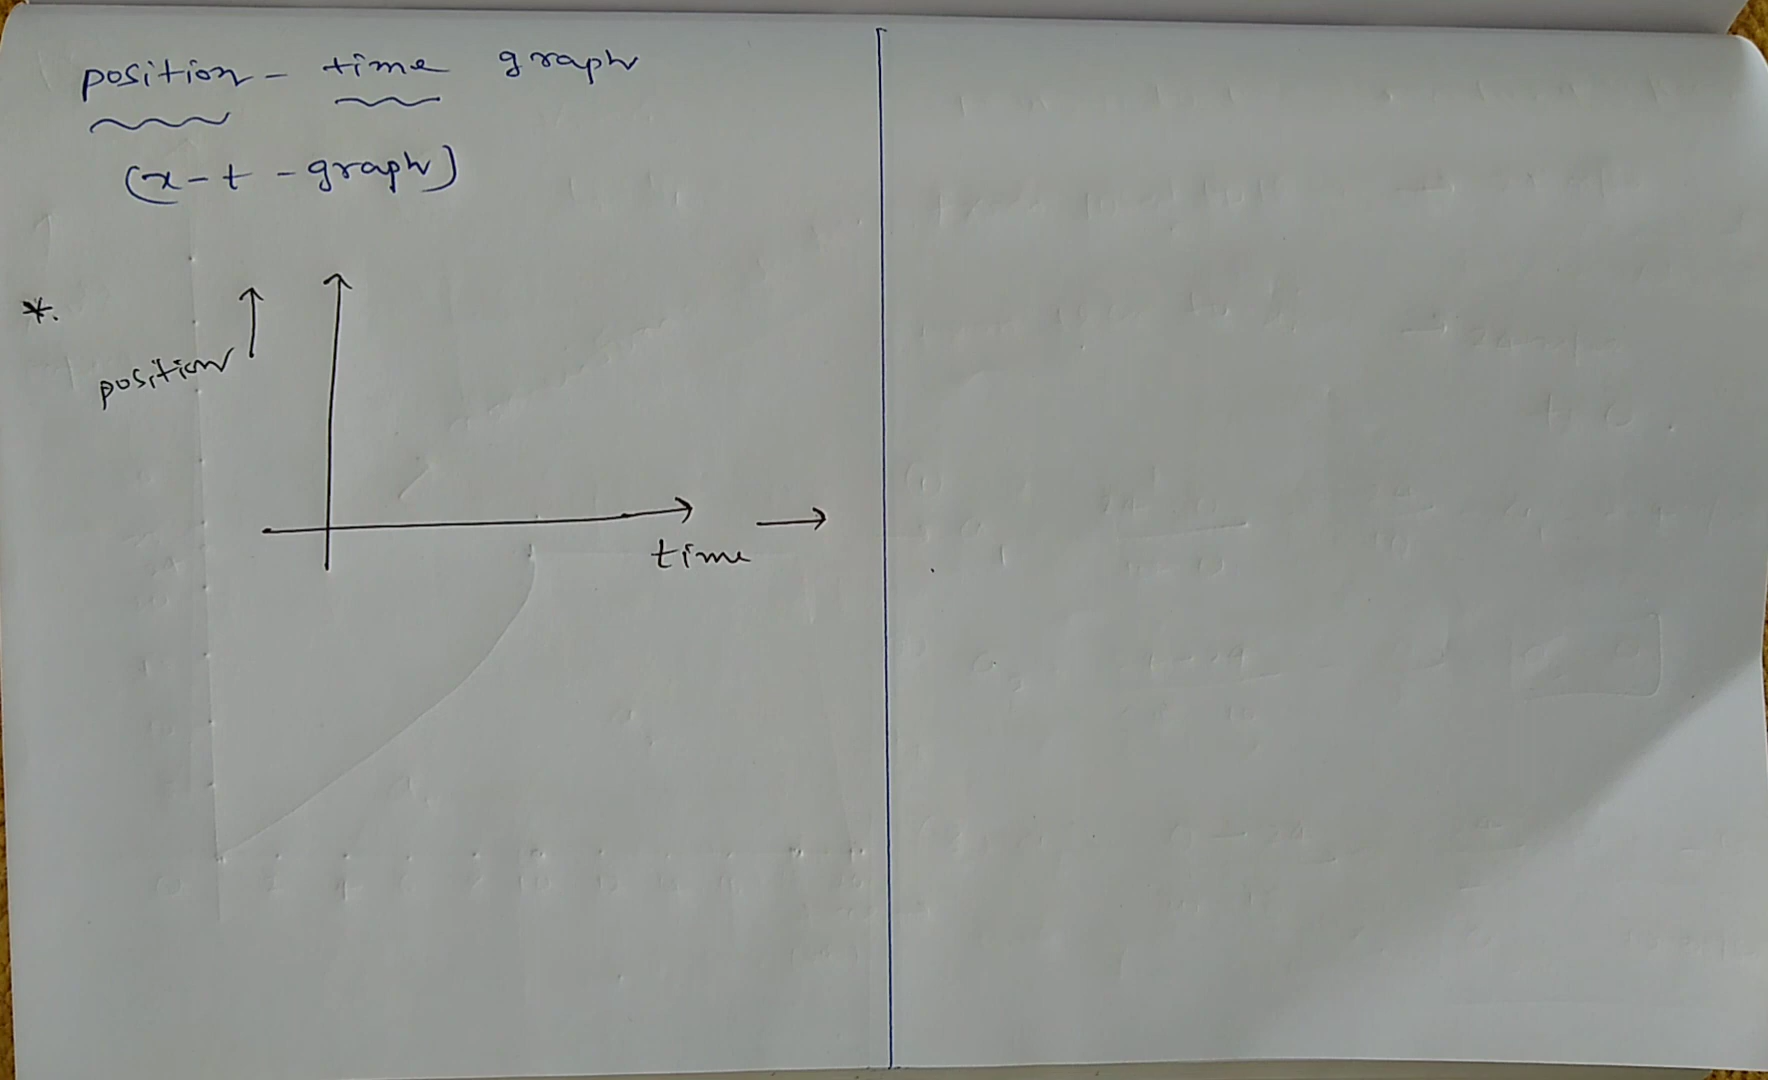 position - time graph
(x-t - graph)
*.
position
time